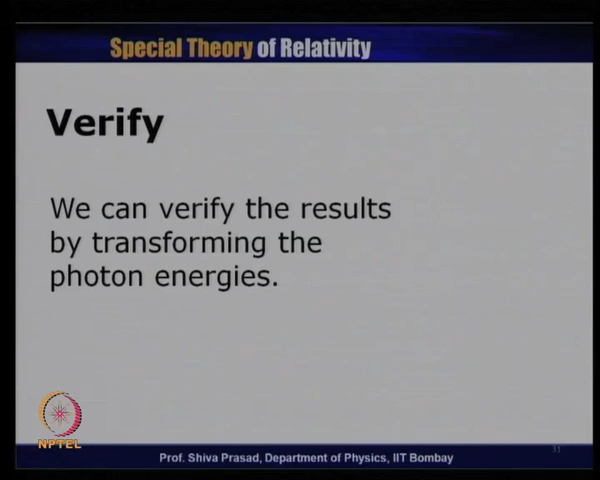 Special Theory of Relativity
Verify
We can verify the results
by transforming the
photon energies.
NPTEL
31
Prof. Shiva Prasad, Department of Physics, IIT Bombay